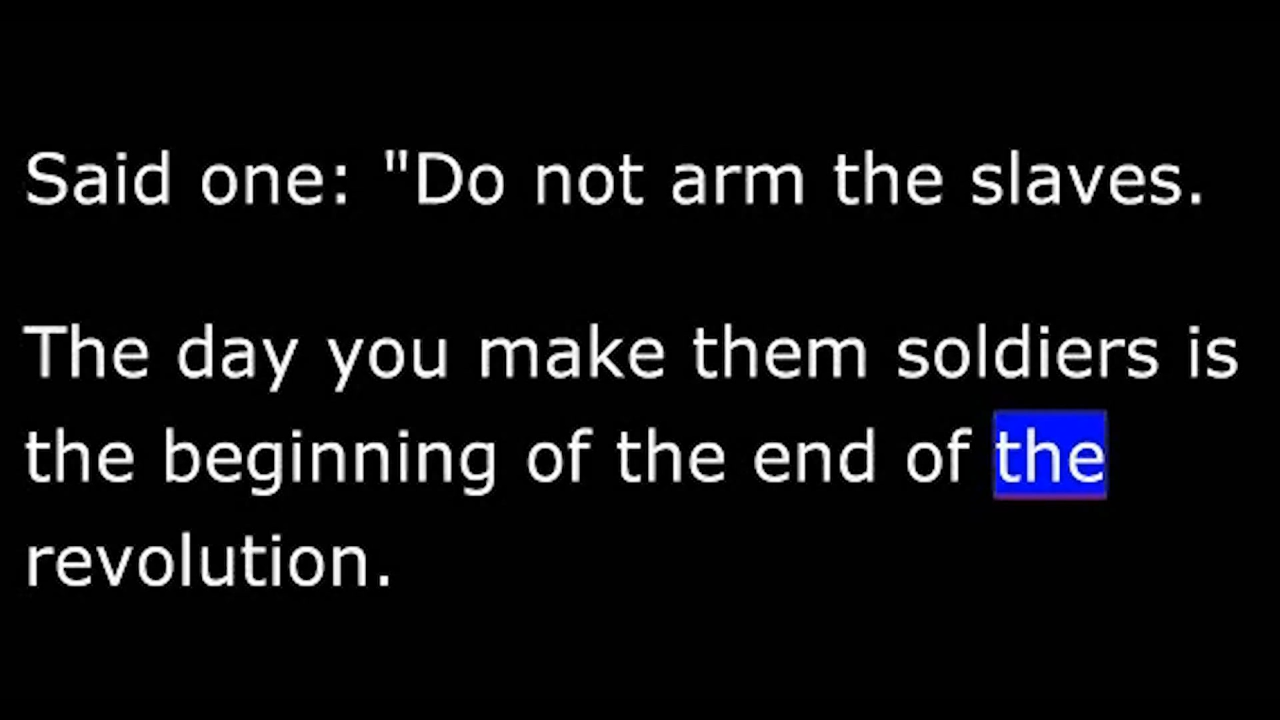 Said one: "Do not arm the slaves.
The day you make them soldiers is
the beginning of the end of the
revolution.